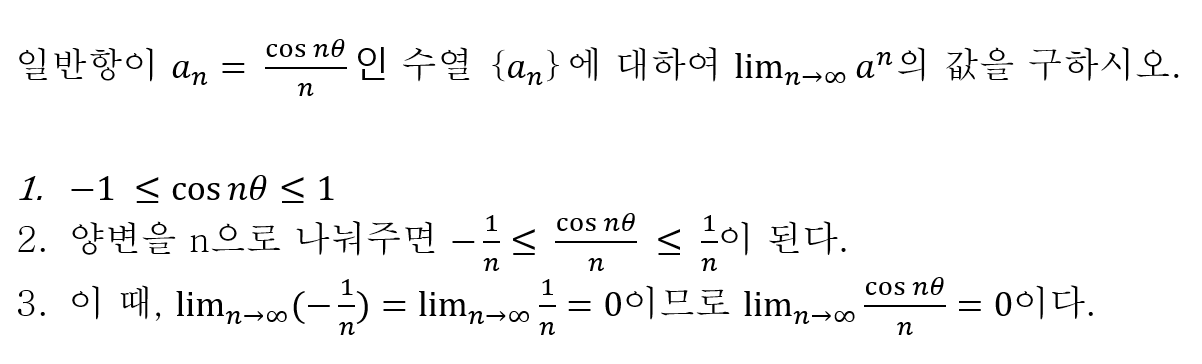 일반항이 aₙ = cos nθ/n 인 수열 {aₙ}에 대하여 limₙ→∞ aⁿ의 값을 구하시오.
1. −1 ≤ cos nθ ≤ 1
2. 양변을 n으로 나눠주면 −1/n ≤ cos nθ/n ≤ 1/n이 된다.
3. 이 때, limₙ→∞(−1/n) = limₙ→∞ 1/n = 0이므로 limₙ→∞ cos nθ/n = 0이다.